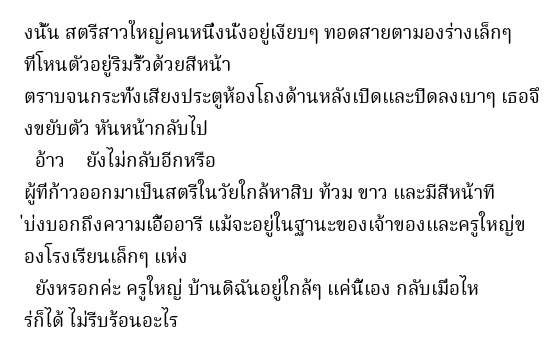 งนั้น สตรีสาวใหญ่คนหนึ่งนั่งอยู่เงียบๆ ทอดสายตามองร่างเล็กๆ
ที่โหนตัวอยู่ริมรั้วด้วยสีหน้า
ตราบจนกระทั่งเสียงประตูห้องโถงด้านหลังเปิดและปิดลงเบาๆ เธอจึ
งขยับตัว หันหน้ากลับไป
อ้าว ยังไม่กลับอีกหรือ
ผู้ที่ก้าวออกมาเป็นสตรีในวัยใกล้หาสิบ ท้วม ขาว และมีสีหน้าที
่บ่งบอกถึงความเอื้ออารี แม้จะอยู่ในฐานะของเจ้าของและครูใหญ่ข
องโรงเรียนเล็กๆ แห่ง
ยังหรอกค่ะ ครูใหญ่ บ้านดิฉันอยู่ใกล้ๆ แค่นี้เอง กลับเมื่อไห
ร่ก็ได้ ไม่รีบร้อนอะไร